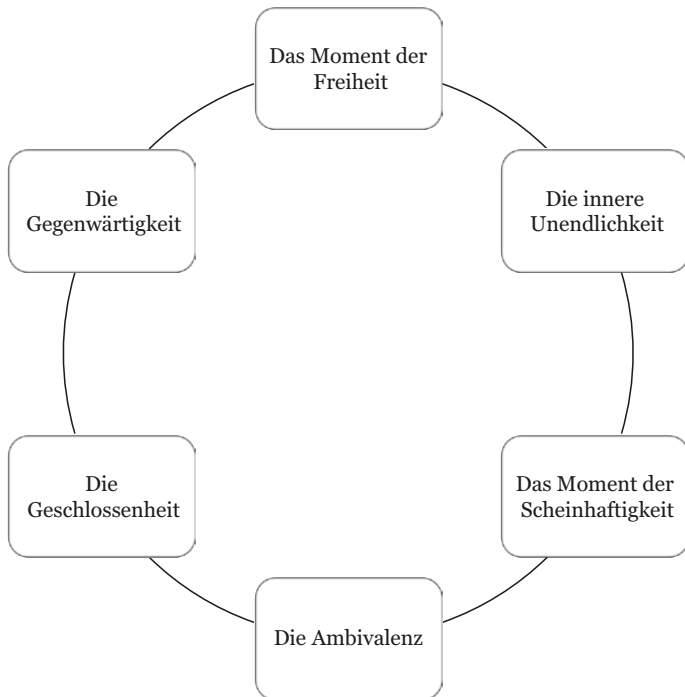 Das Moment der
Freiheit
Die
Gegenwärtigkeit
Die innere
Unendlichkeit
Die
Geschlossenheit
Das Moment der
Scheinhaftigkeit
Die Ambivalenz